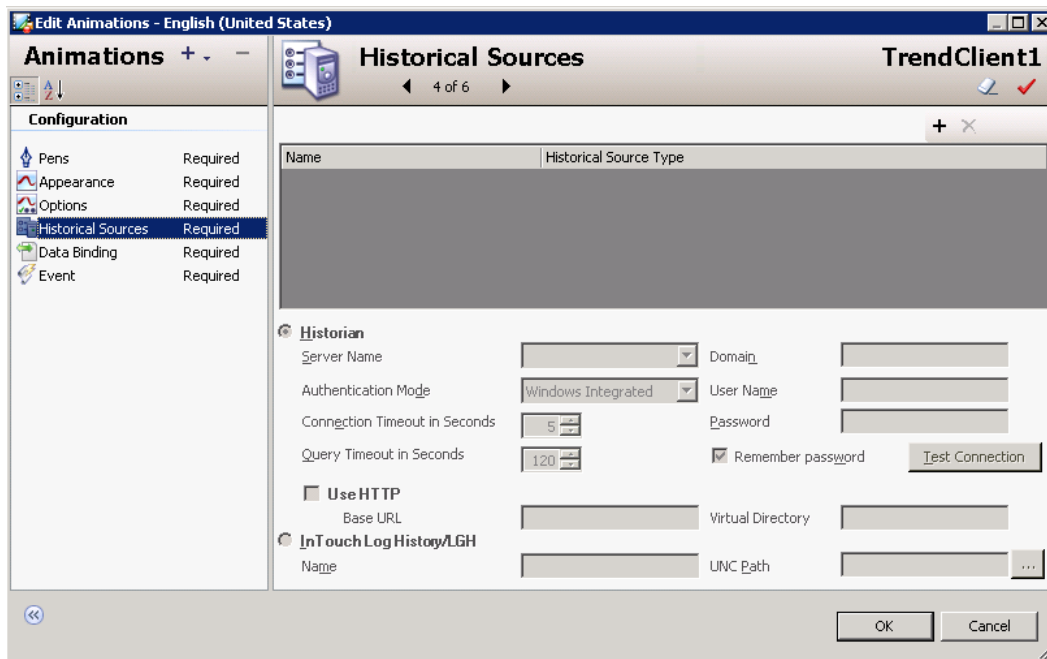 Edit Animations - English (United States)
Animations
Historical Sources
TrendClient1
4 of 6
Configuration
Pens Required
Appearance Required
Options Required
Historical Sources Required
Data Binding Required
Event Required
Name Historical Source Type
Historian
Server Name Domain
Authentication Mode Windows Integrated User Name
Connection Timeout in Seconds 5 Password
Query Timeout in Seconds 120 Remember password Test Connection
Use HTTP
Base URL Virtual Directory
InTouch Log History/LGH
Name UNC Path ...
OK Cancel